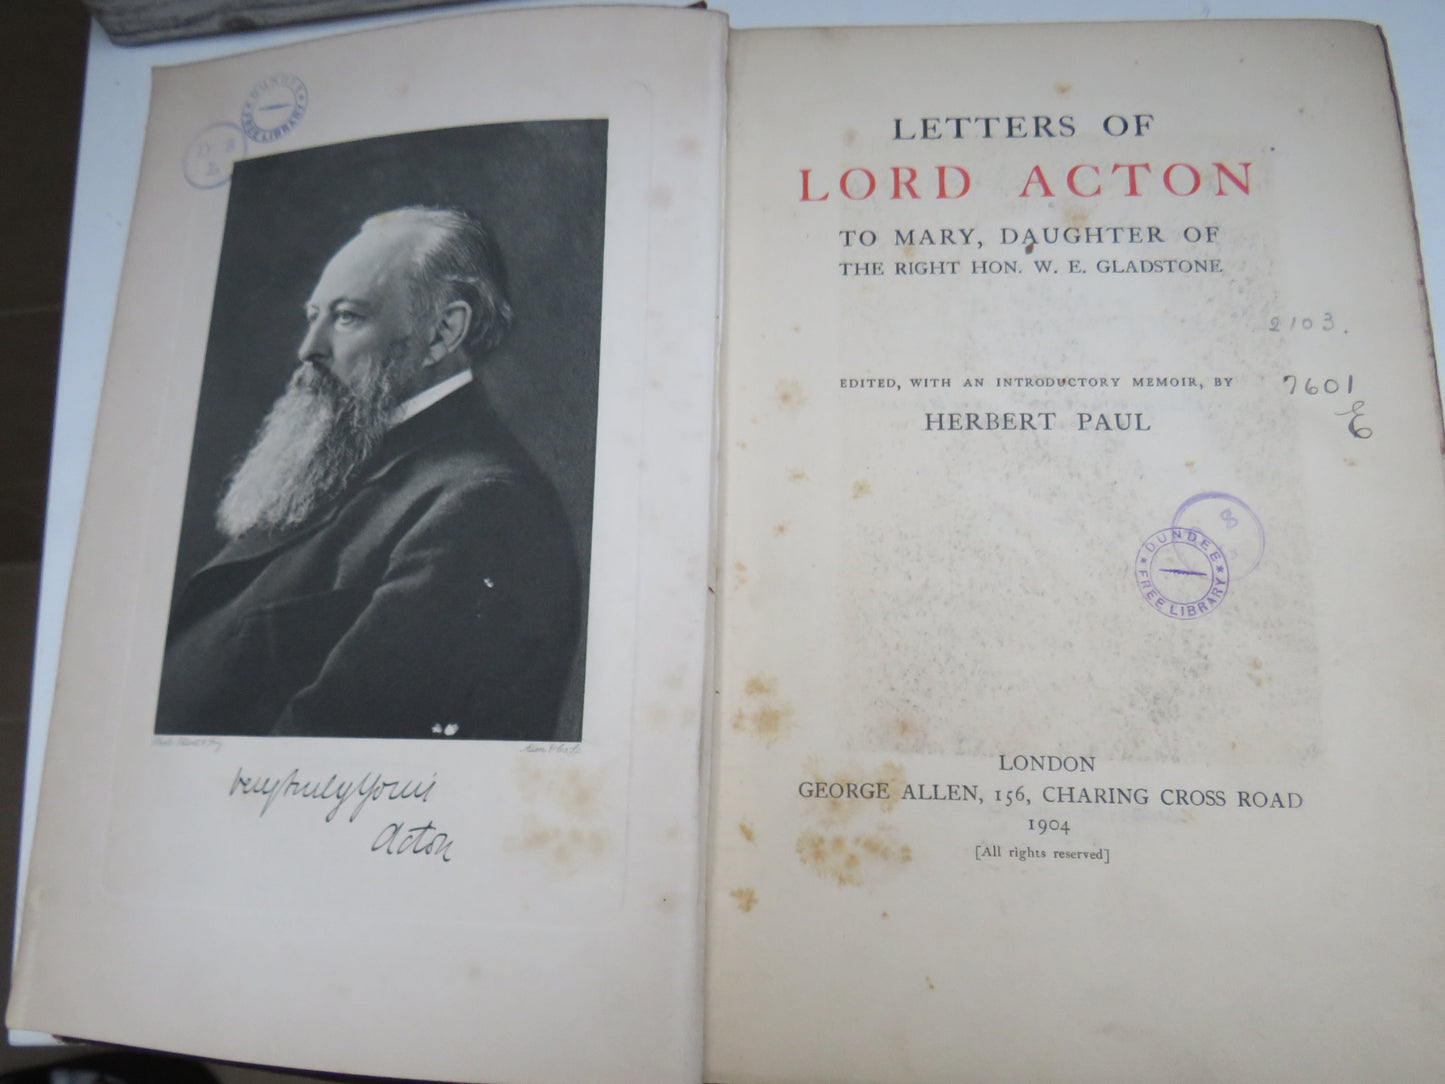 DUNDEE
FREE LIBRARY
very truly yours
Acton
LETTERS OF
LORD ACTON
TO MARY, DAUGHTER OF
THE RIGHT HON. W. E. GLADSTONE
2103.
EDITED, WITH AN INTRODUCTORY MEMOIR, BY
7601
HERBERT PAUL
E
DUNDEE
FREE LIBRARY
LONDON
GEORGE ALLEN, 156, CHARING CROSS ROAD
1904
[All rights reserved]